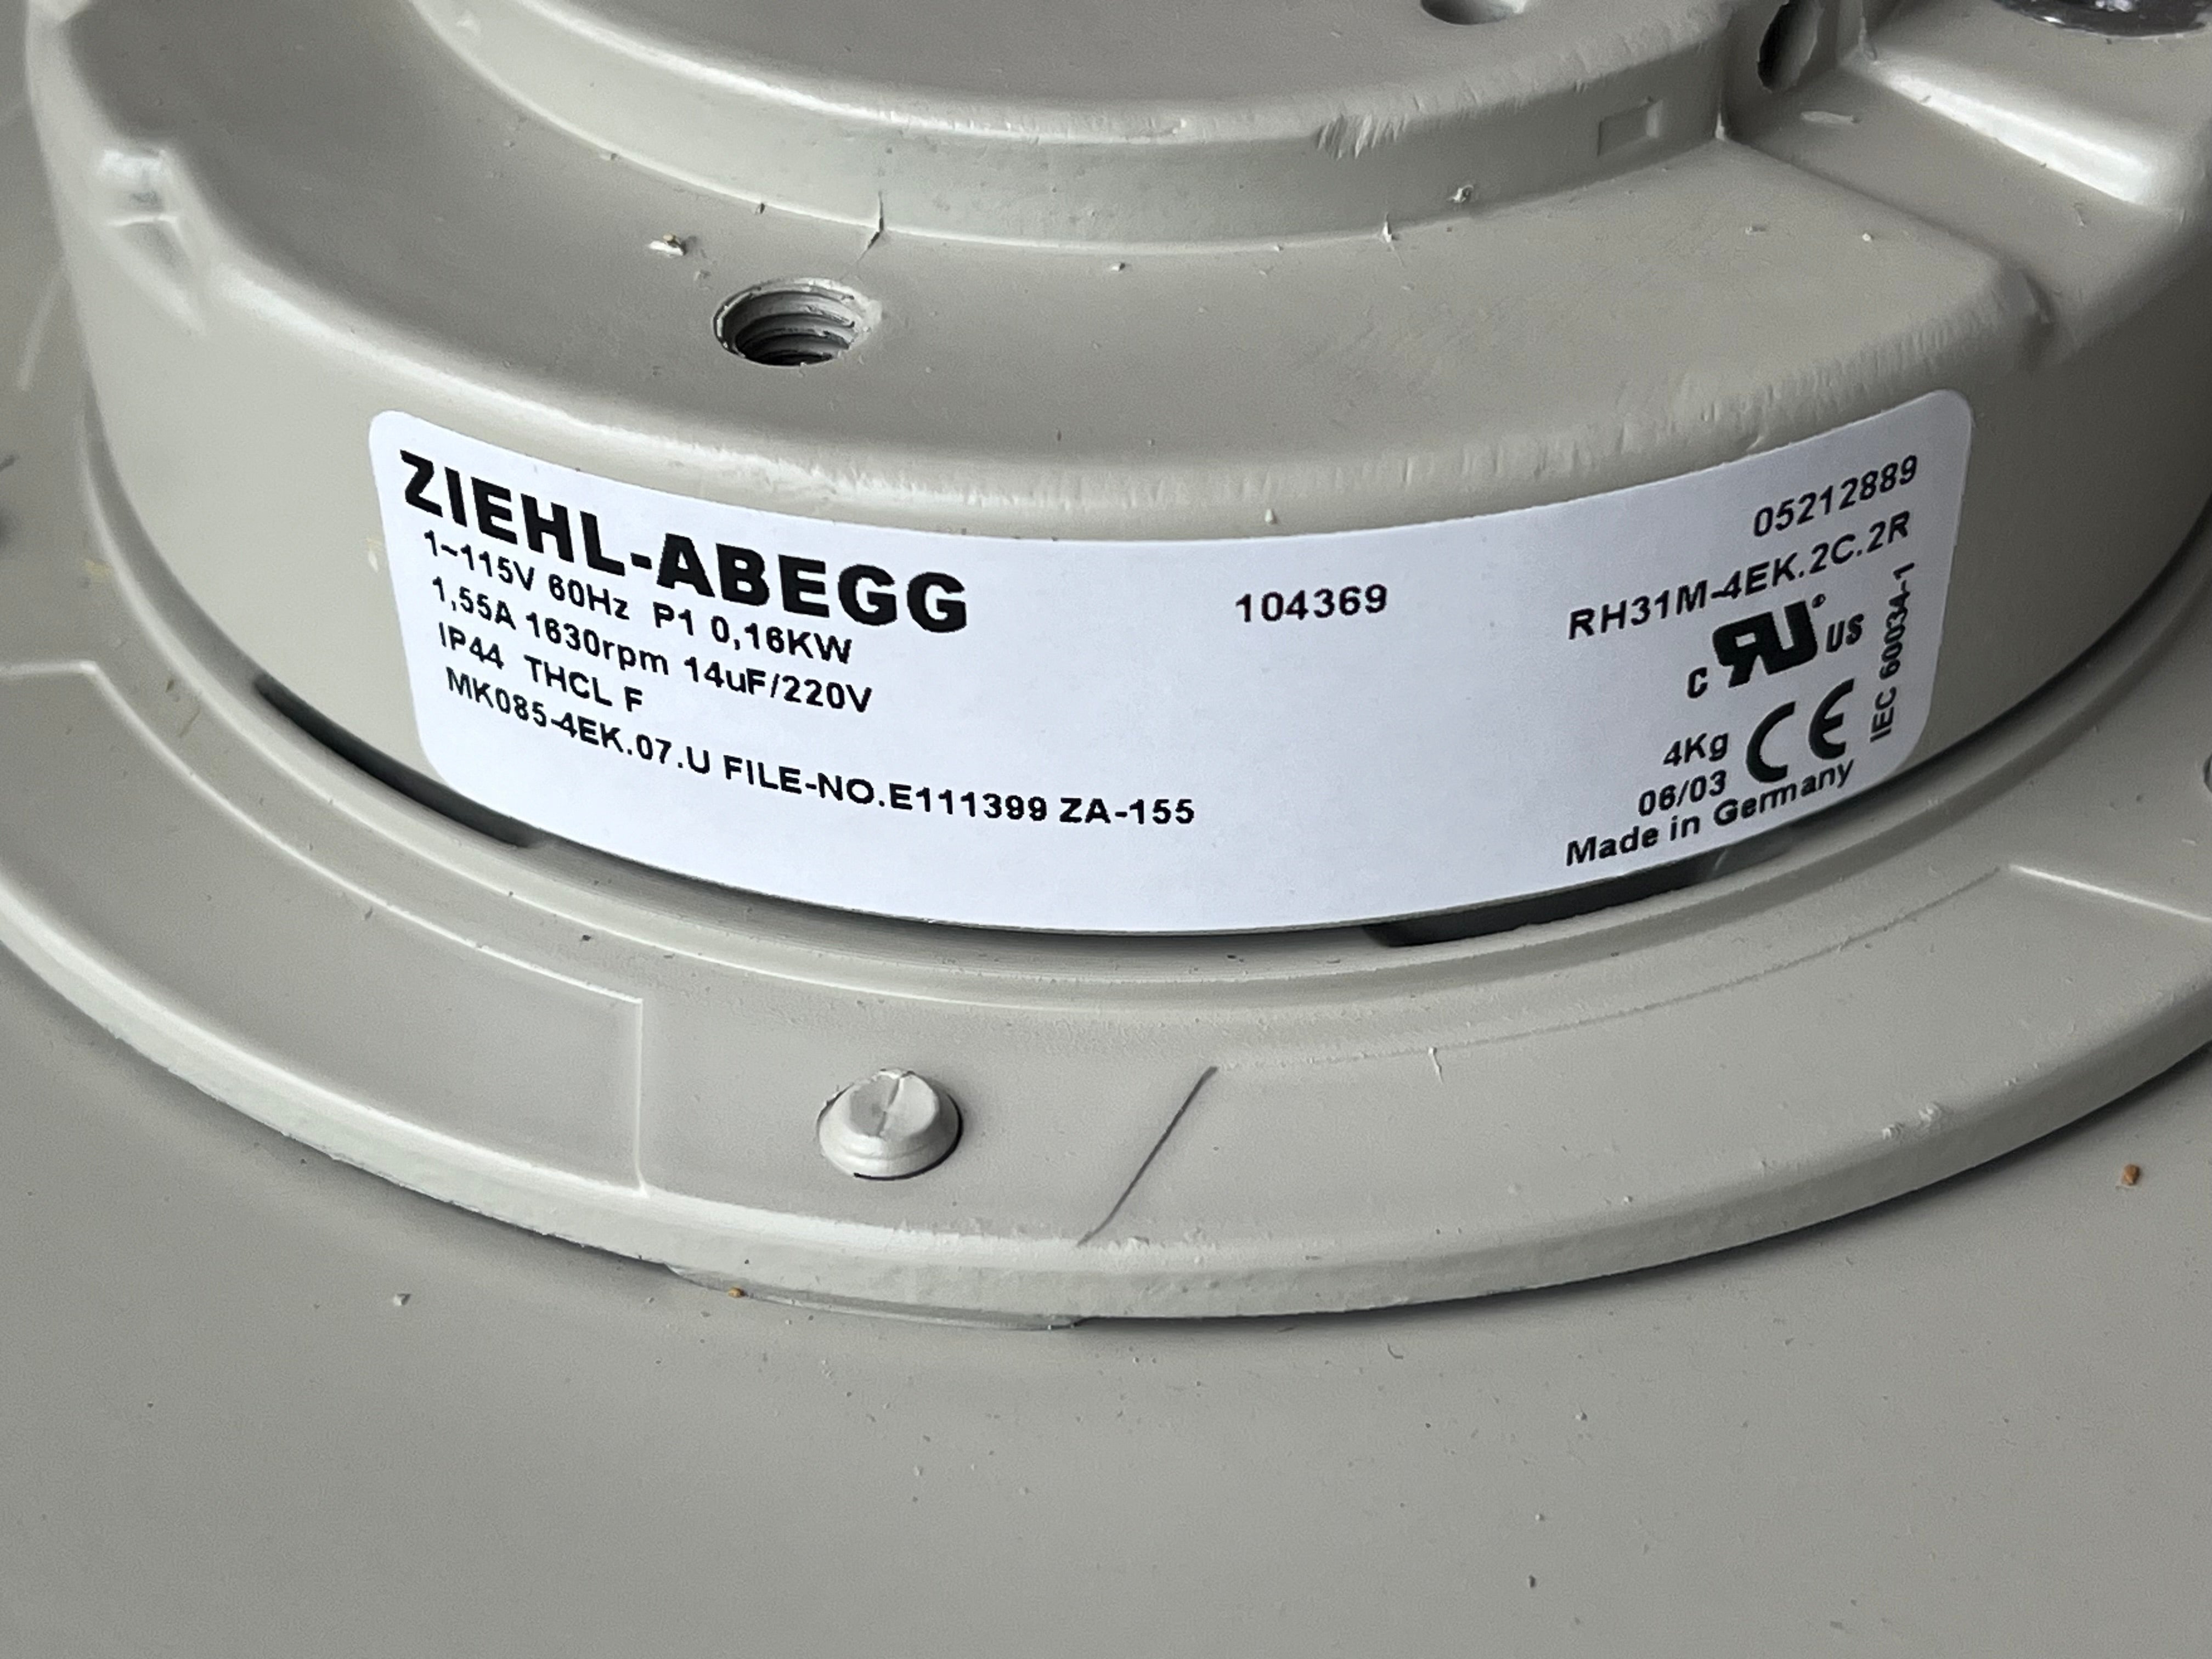 ZIEHL-ABEGG
1~115V 60Hz P1 0,16KW
1,55A 1630rpm 14uF/220V
IP44 THCL F
MK085-4EK.07.U FILE-NO.E111399 ZA-155
104369
05212889
RH31M-4EK.2C.2R
c RU® US
IEC 60034-1
4Kg CE
06/03
Made in Germany